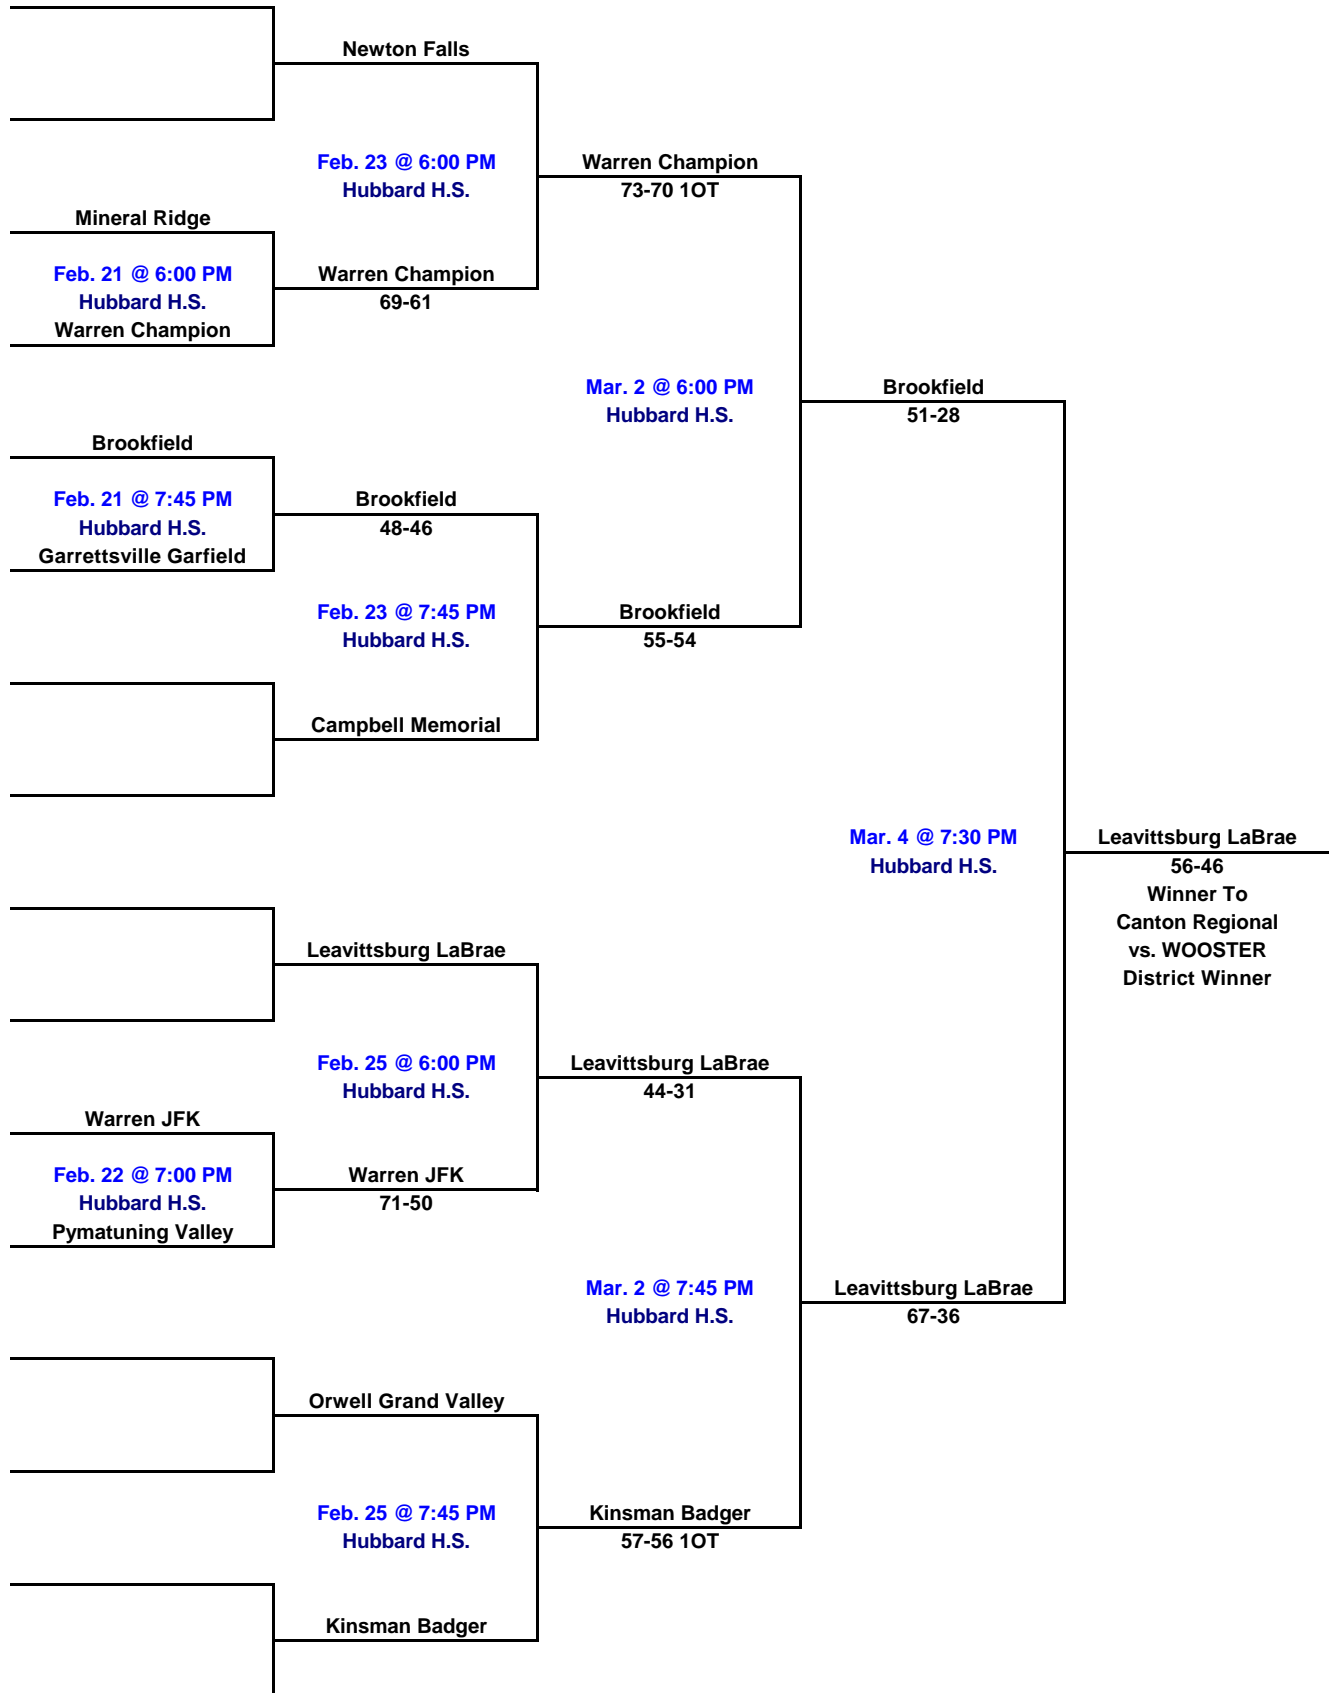 Newton Falls
Feb. 23 @ 6:00 PM
Hubbard H.S.
Warren Champion
73-70 1OT
Mineral Ridge
Feb. 21 @ 6:00 PM
Hubbard H.S.
Warren Champion
Warren Champion
69-61
Mar. 2 @ 6:00 PM
Hubbard H.S.
Brookfield
51-28
Brookfield
Feb. 21 @ 7:45 PM
Hubbard H.S.
Garrettsville Garfield
Brookfield
48-46
Feb. 23 @ 7:45 PM
Hubbard H.S.
Brookfield
55-54
Campbell Memorial
Mar. 4 @ 7:30 PM
Hubbard H.S.
Leavittsburg LaBrae
56-46
Winner To
Canton Regional
vs. WOOSTER
District Winner
Leavittsburg LaBrae
Feb. 25 @ 6:00 PM
Hubbard H.S.
Leavittsburg LaBrae
44-31
Warren JFK
Feb. 22 @ 7:00 PM
Hubbard H.S.
Pymatuning Valley
Warren JFK
71-50
Mar. 2 @ 7:45 PM
Hubbard H.S.
Leavittsburg LaBrae
67-36
Orwell Grand Valley
Feb. 25 @ 7:45 PM
Hubbard H.S.
Kinsman Badger
57-56 1OT
Kinsman Badger